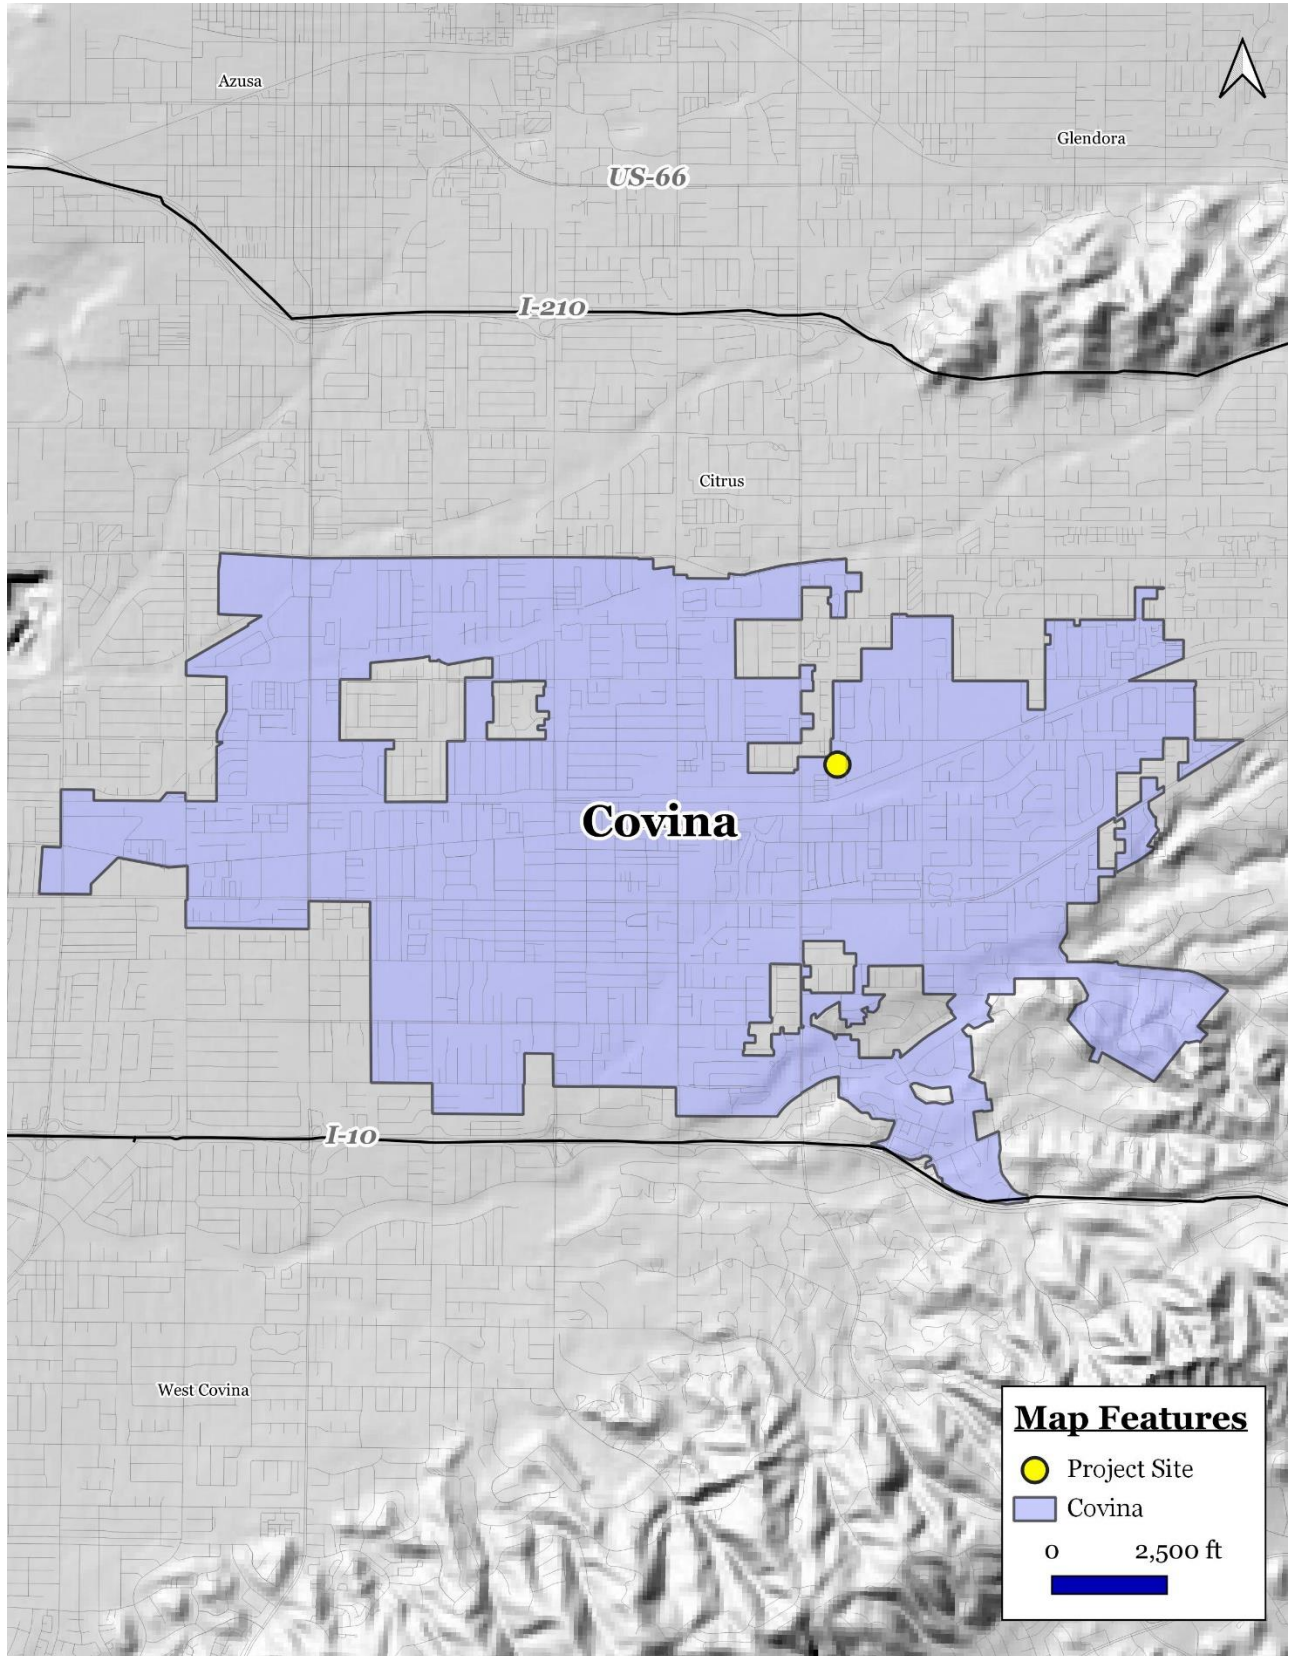 Azusa
Glendora
US-66
I-210
Citrus
Covina
I-10
West Covina
Map Features
Project Site
Covina
0 2,500 ft